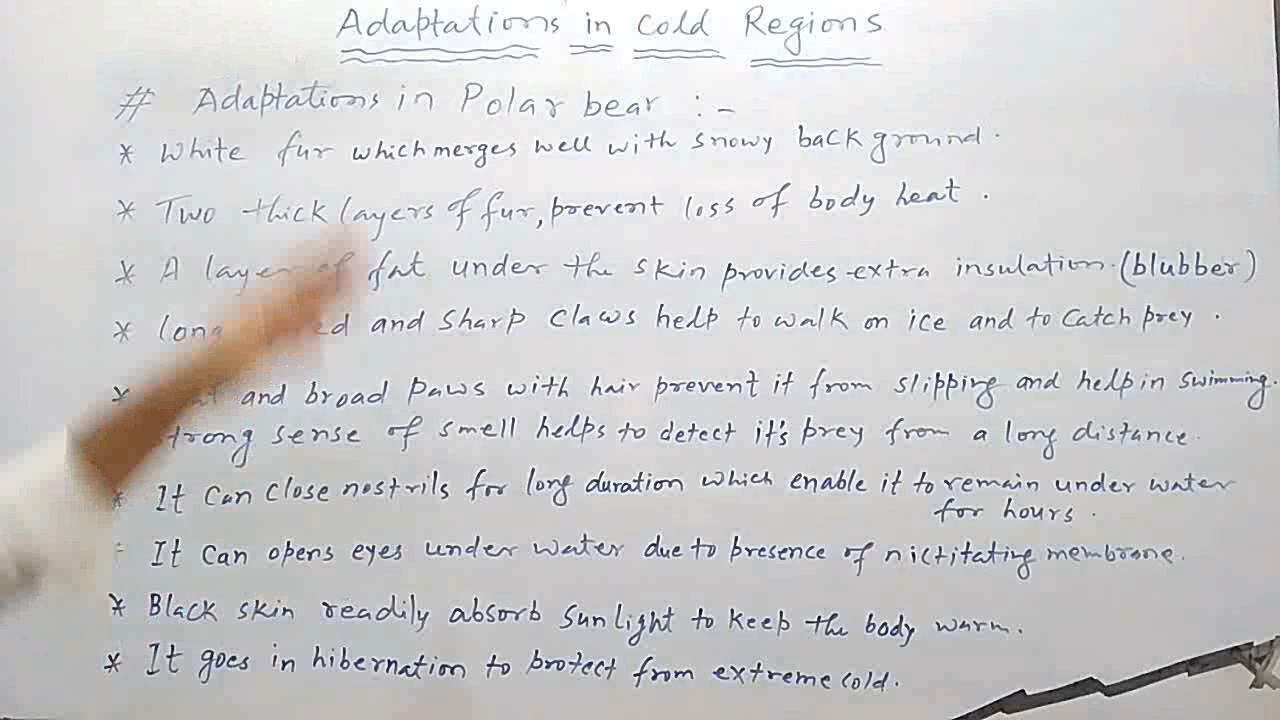 Adaptations in Cold Regions
# Adaptations in Polar bear :-
* White fur which merges well with snowy background.
* Two thick layers of fur, prevent loss of body heat.
* A layer of fat under the skin provides extra insulation. (blubber)
* long and sharp claws help to walk on ice and to catch prey.
* and broad paws with hair prevent it from slipping and help in swimming.
strong sense of smell helps to detect it's prey from a long distance.
* It can close nostrils for long duration which enable it to remain under water
for hours.
It can opens eyes under water due to presence of nictitating membrane.
* Black skin readily absorb sunlight to keep the body warm.
* It goes in hibernation to protect from extreme cold.